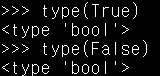 >>> type(True)
<type 'bool'>
>>> type(False)
<type 'bool'>